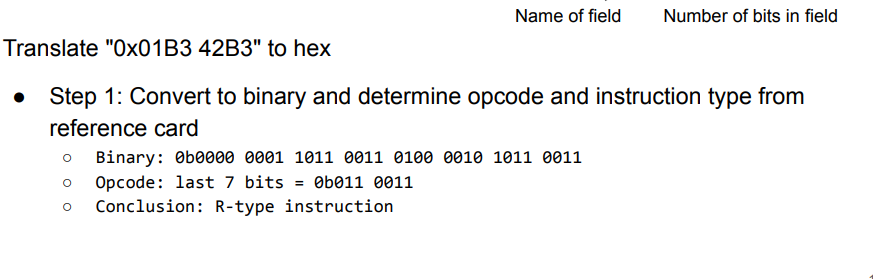 Name of field Number of bits in field
Translate "0x01B3 42B3" to hex
● Step 1: Convert to binary and determine opcode and instruction type from
reference card
○ Binary: 0b0000 0001 1011 0011 0100 0010 1011 0011
○ Opcode: last 7 bits = 0b011 0011
○ Conclusion: R-type instruction